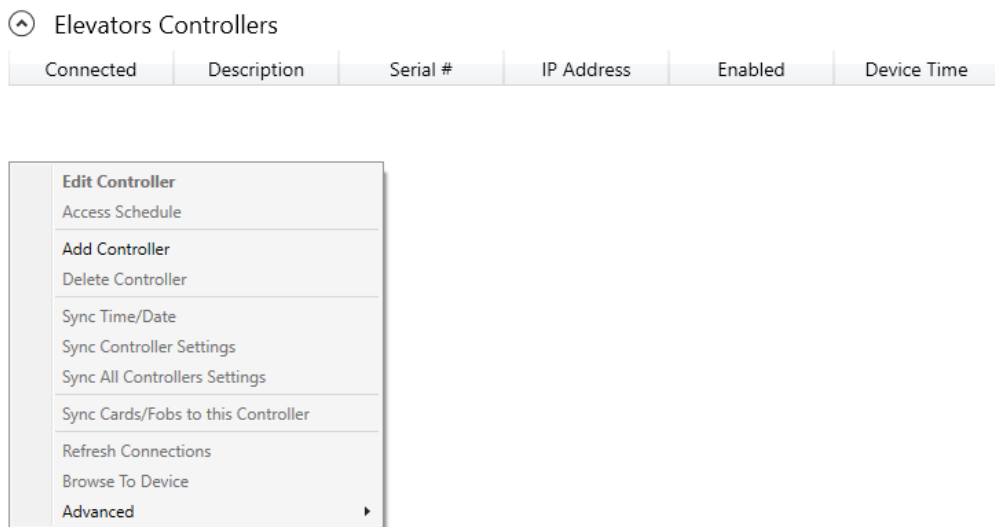 Elevators Controllers
Connected Description Serial # IP Address Enabled Device Time
Edit Controller
Access Schedule
Add Controller
Delete Controller
Sync Time/Date
Sync Controller Settings
Sync All Controllers Settings
Sync Cards/Fobs to this Controller
Refresh Connections
Browse To Device
Advanced